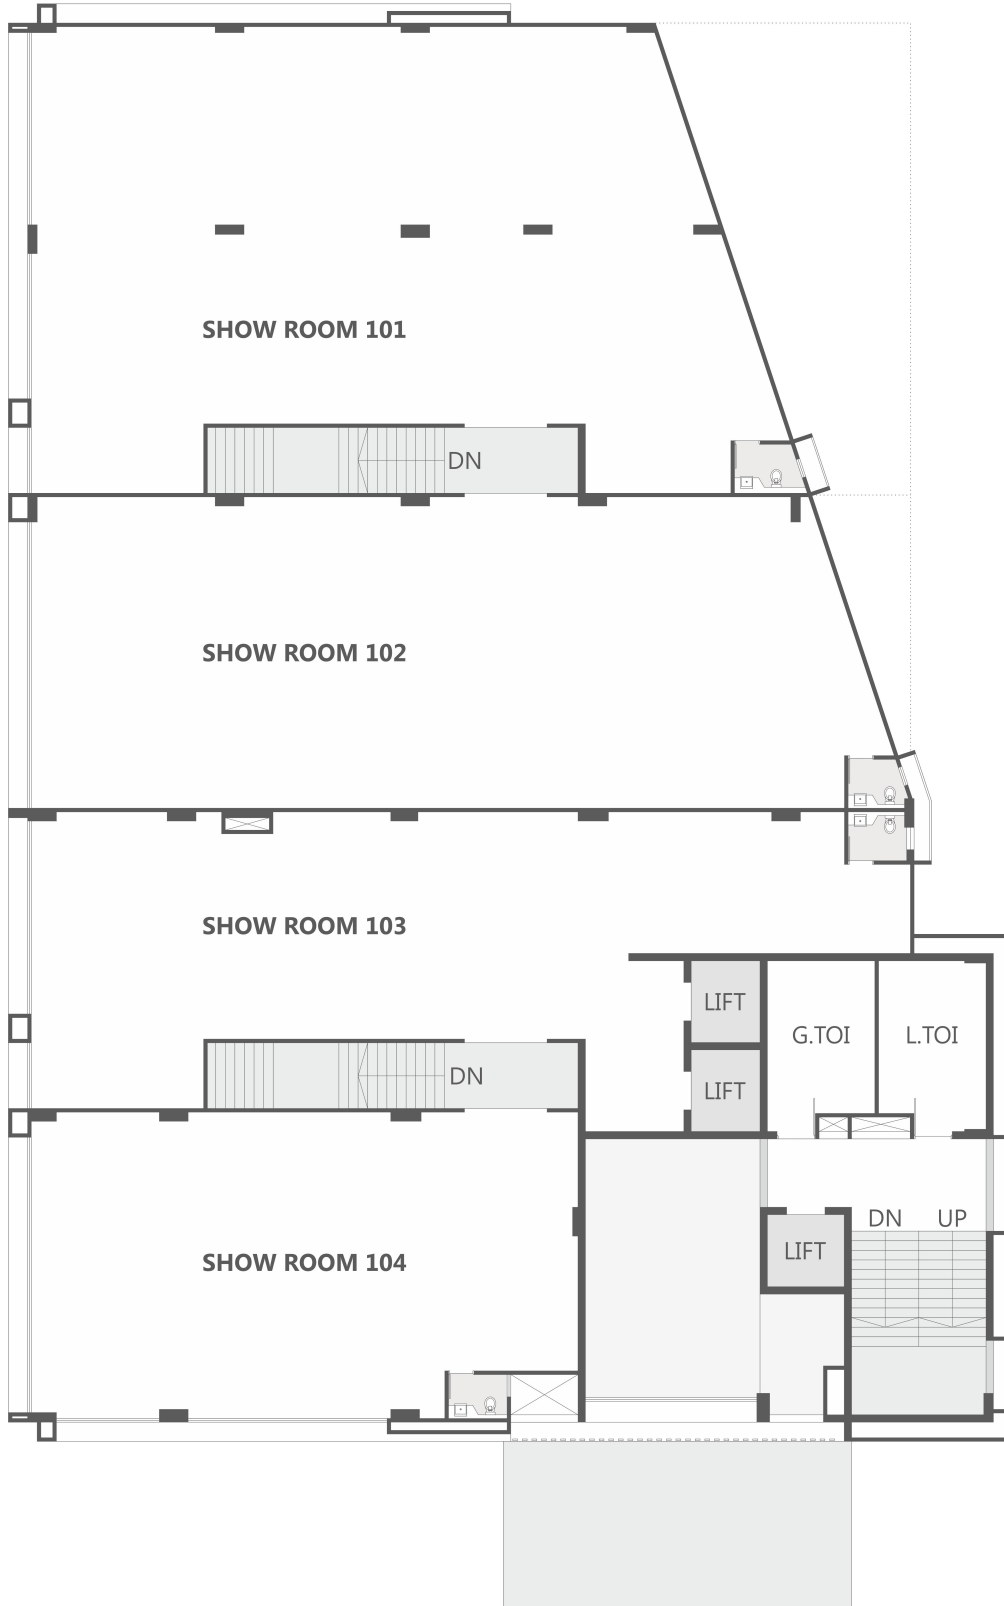 SHOW ROOM 101
DN
SHOW ROOM 102
SHOW ROOM 103
LIFT
G.TOI
L.TOI
DN
LIFT
DN
UP
LIFT
SHOW ROOM 104